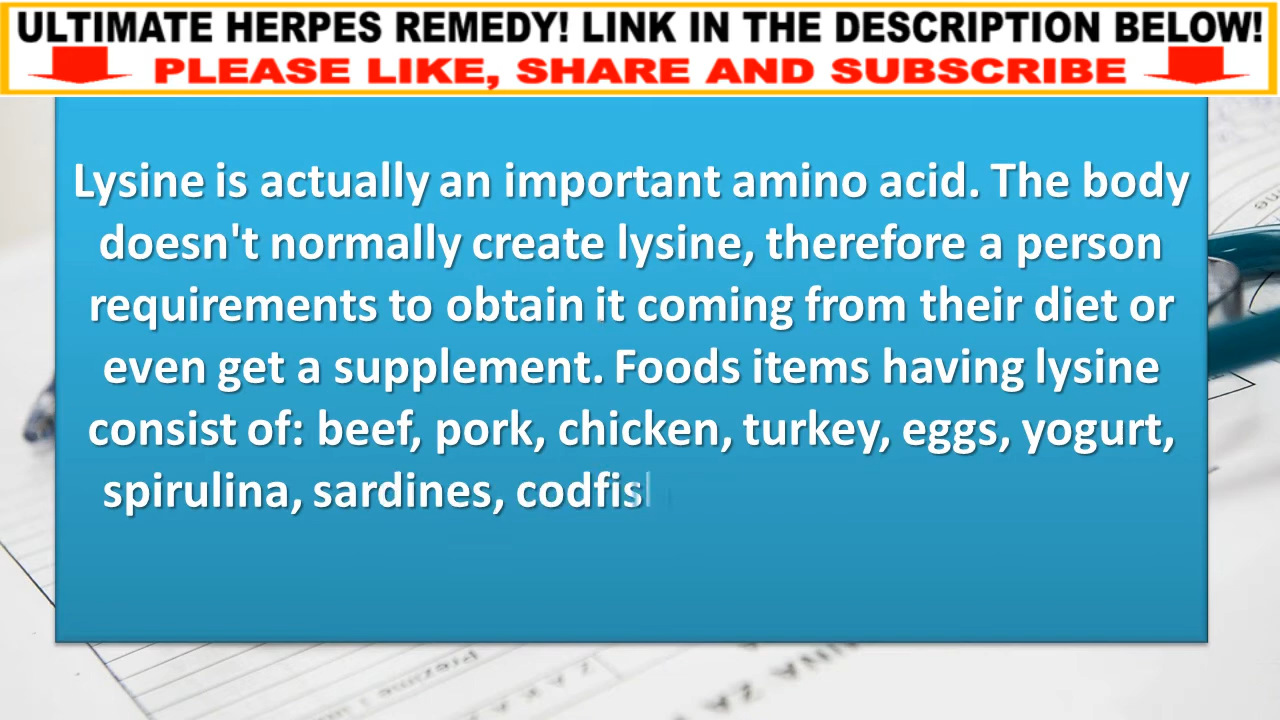 ULTIMATE HERPES REMEDY! LINK IN THE DESCRIPTION BELOW!
PLEASE LIKE, SHARE AND SUBSCRIBE
Lysine is actually an important amino acid. The body
doesn't normally create lysine, therefore a person
requirements to obtain it coming from their diet or
even get a supplement. Foods items having lysine
consist of: beef, pork, chicken, turkey, eggs, yogurt,
spirulina, sardines, codfis